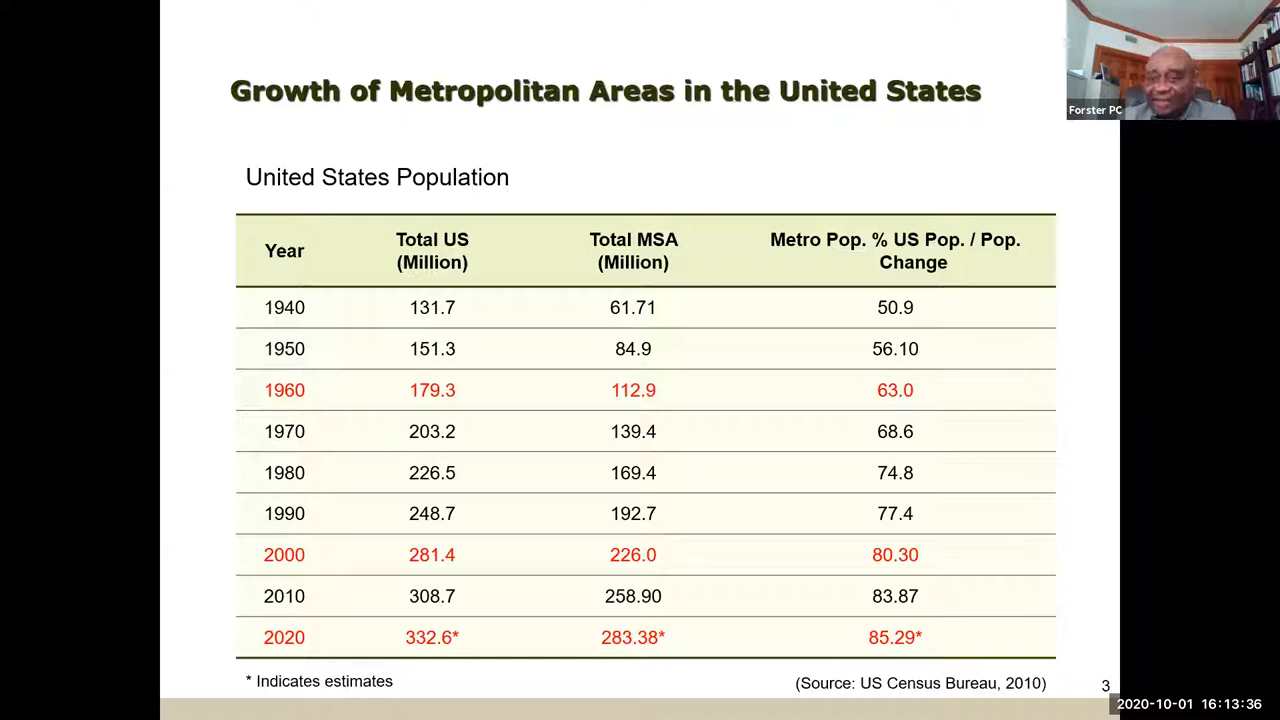 Growth of Metropolitan Areas in the United States
Forster PC
United States Population
Year Total US (Million) Total MSA (Million) Metro Pop. % US Pop. / Pop. Change
1940 131.7 61.71 50.9
1950 151.3 84.9 56.10
1960 179.3 112.9 63.0
1970 203.2 139.4 68.6
1980 226.5 169.4 74.8
1990 248.7 192.7 77.4
2000 281.4 226.0 80.30
2010 308.7 258.90 83.87
2020 332.6* 283.38* 85.29*
* Indicates estimates
(Source: US Census Bureau, 2010)
3
2020-10-01 16:13:36